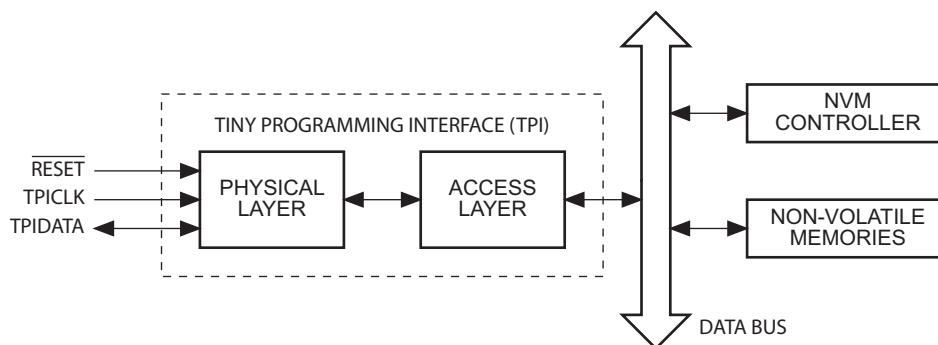 TINY PROGRAMMING INTERFACE (TPI)
RESET
TPICLK
TPIDATA
PHYSICAL
LAYER
ACCESS
LAYER
NVM
CONTROLLER
NON-VOLATILE
MEMORIES
DATA BUS